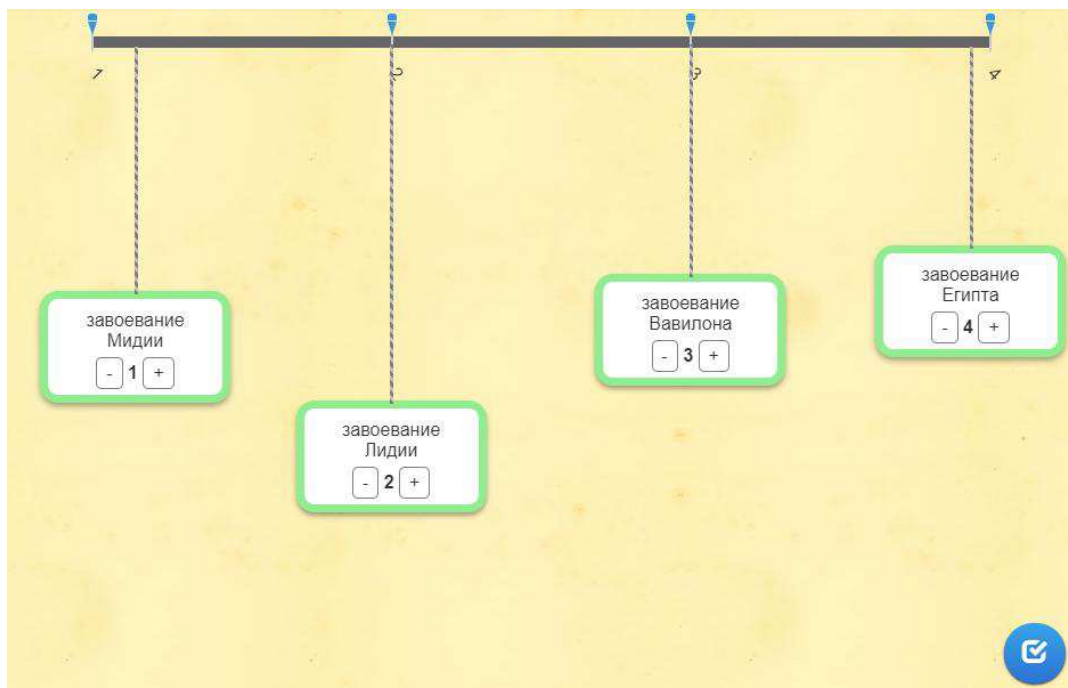 1 2 3 4
завоевание
Мидии
- 1 +
завоевание
Лидии
- 2 +
завоевание
Вавилона
- 3 +
завоевание
Египта
- 4 +